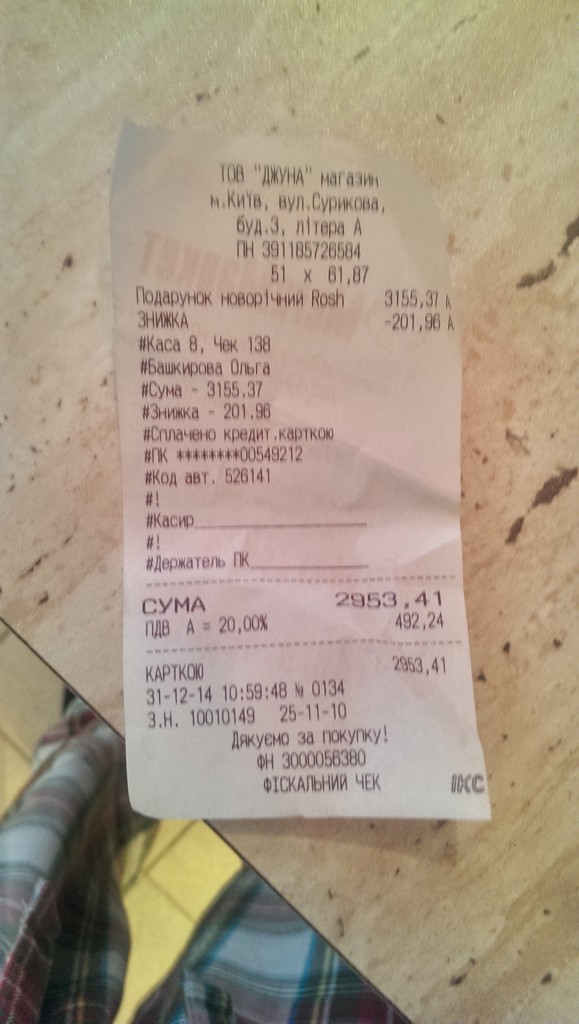 ТОВ "ДЖУНА" магазин
м.Київ, вул.Сурикова,
буд.3, літера А
ПН 391185726584
51 x 61,87
Подарунок новорічний Rosh 3155,37 А
ЗНИЖКА -201,96 А
#Каса 8, Чек 138
#Башкирова Ольга
#Сума - 3155.37
#Знижка - 201.96
#Сплачено кредит.карткою
#ПК ********00549212
#Код авт. 526141
#!
#Касир
#!
#Держатель ПК
СУМА 2953,41
ПДВ А = 20,00% 492,24
КАРТКОЮ 2953,41
31-12-14 10:59:48 № 0134
З.Н. 10010149 25-11-10
Дякуємо за покупку!
ФН 3000056380
ФІСКАЛЬНИЙ ЧЕК